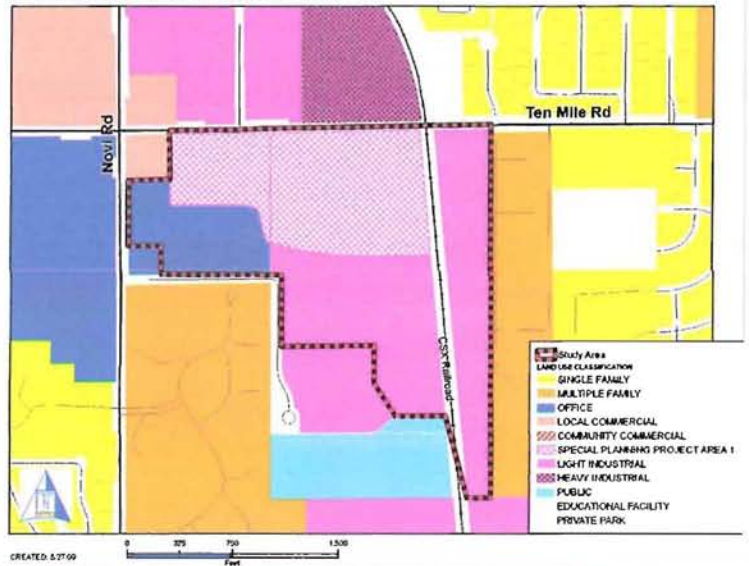 Ten Mile Rd
Novi Rd
CSX Railroad
Study Area
LAND USE CLASSIFICATION
SINGLE FAMILY
MULTIPLE FAMILY
OFFICE
LOCAL COMMERCIAL
COMMUNITY COMMERCIAL
SPECIAL PLANNING PROJECT AREA 1
LIGHT INDUSTRIAL
HEAVY INDUSTRIAL
PUBLIC
EDUCATIONAL FACILITY
PRIVATE PARK
CREATED: 5/27/09
0 375 750 1,500
Feet